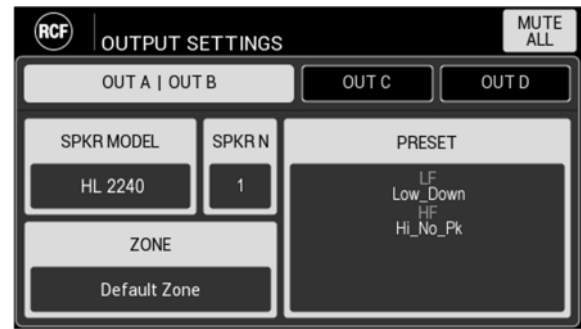 RCF
OUTPUT SETTINGS
MUTE
ALL
OUT A | OUT B
OUT C
OUT D
SPKR MODEL
HL 2240
SPKR N
1
PRESET
LF
Low_Down
HF
Hi_No_Pk
ZONE
Default Zone